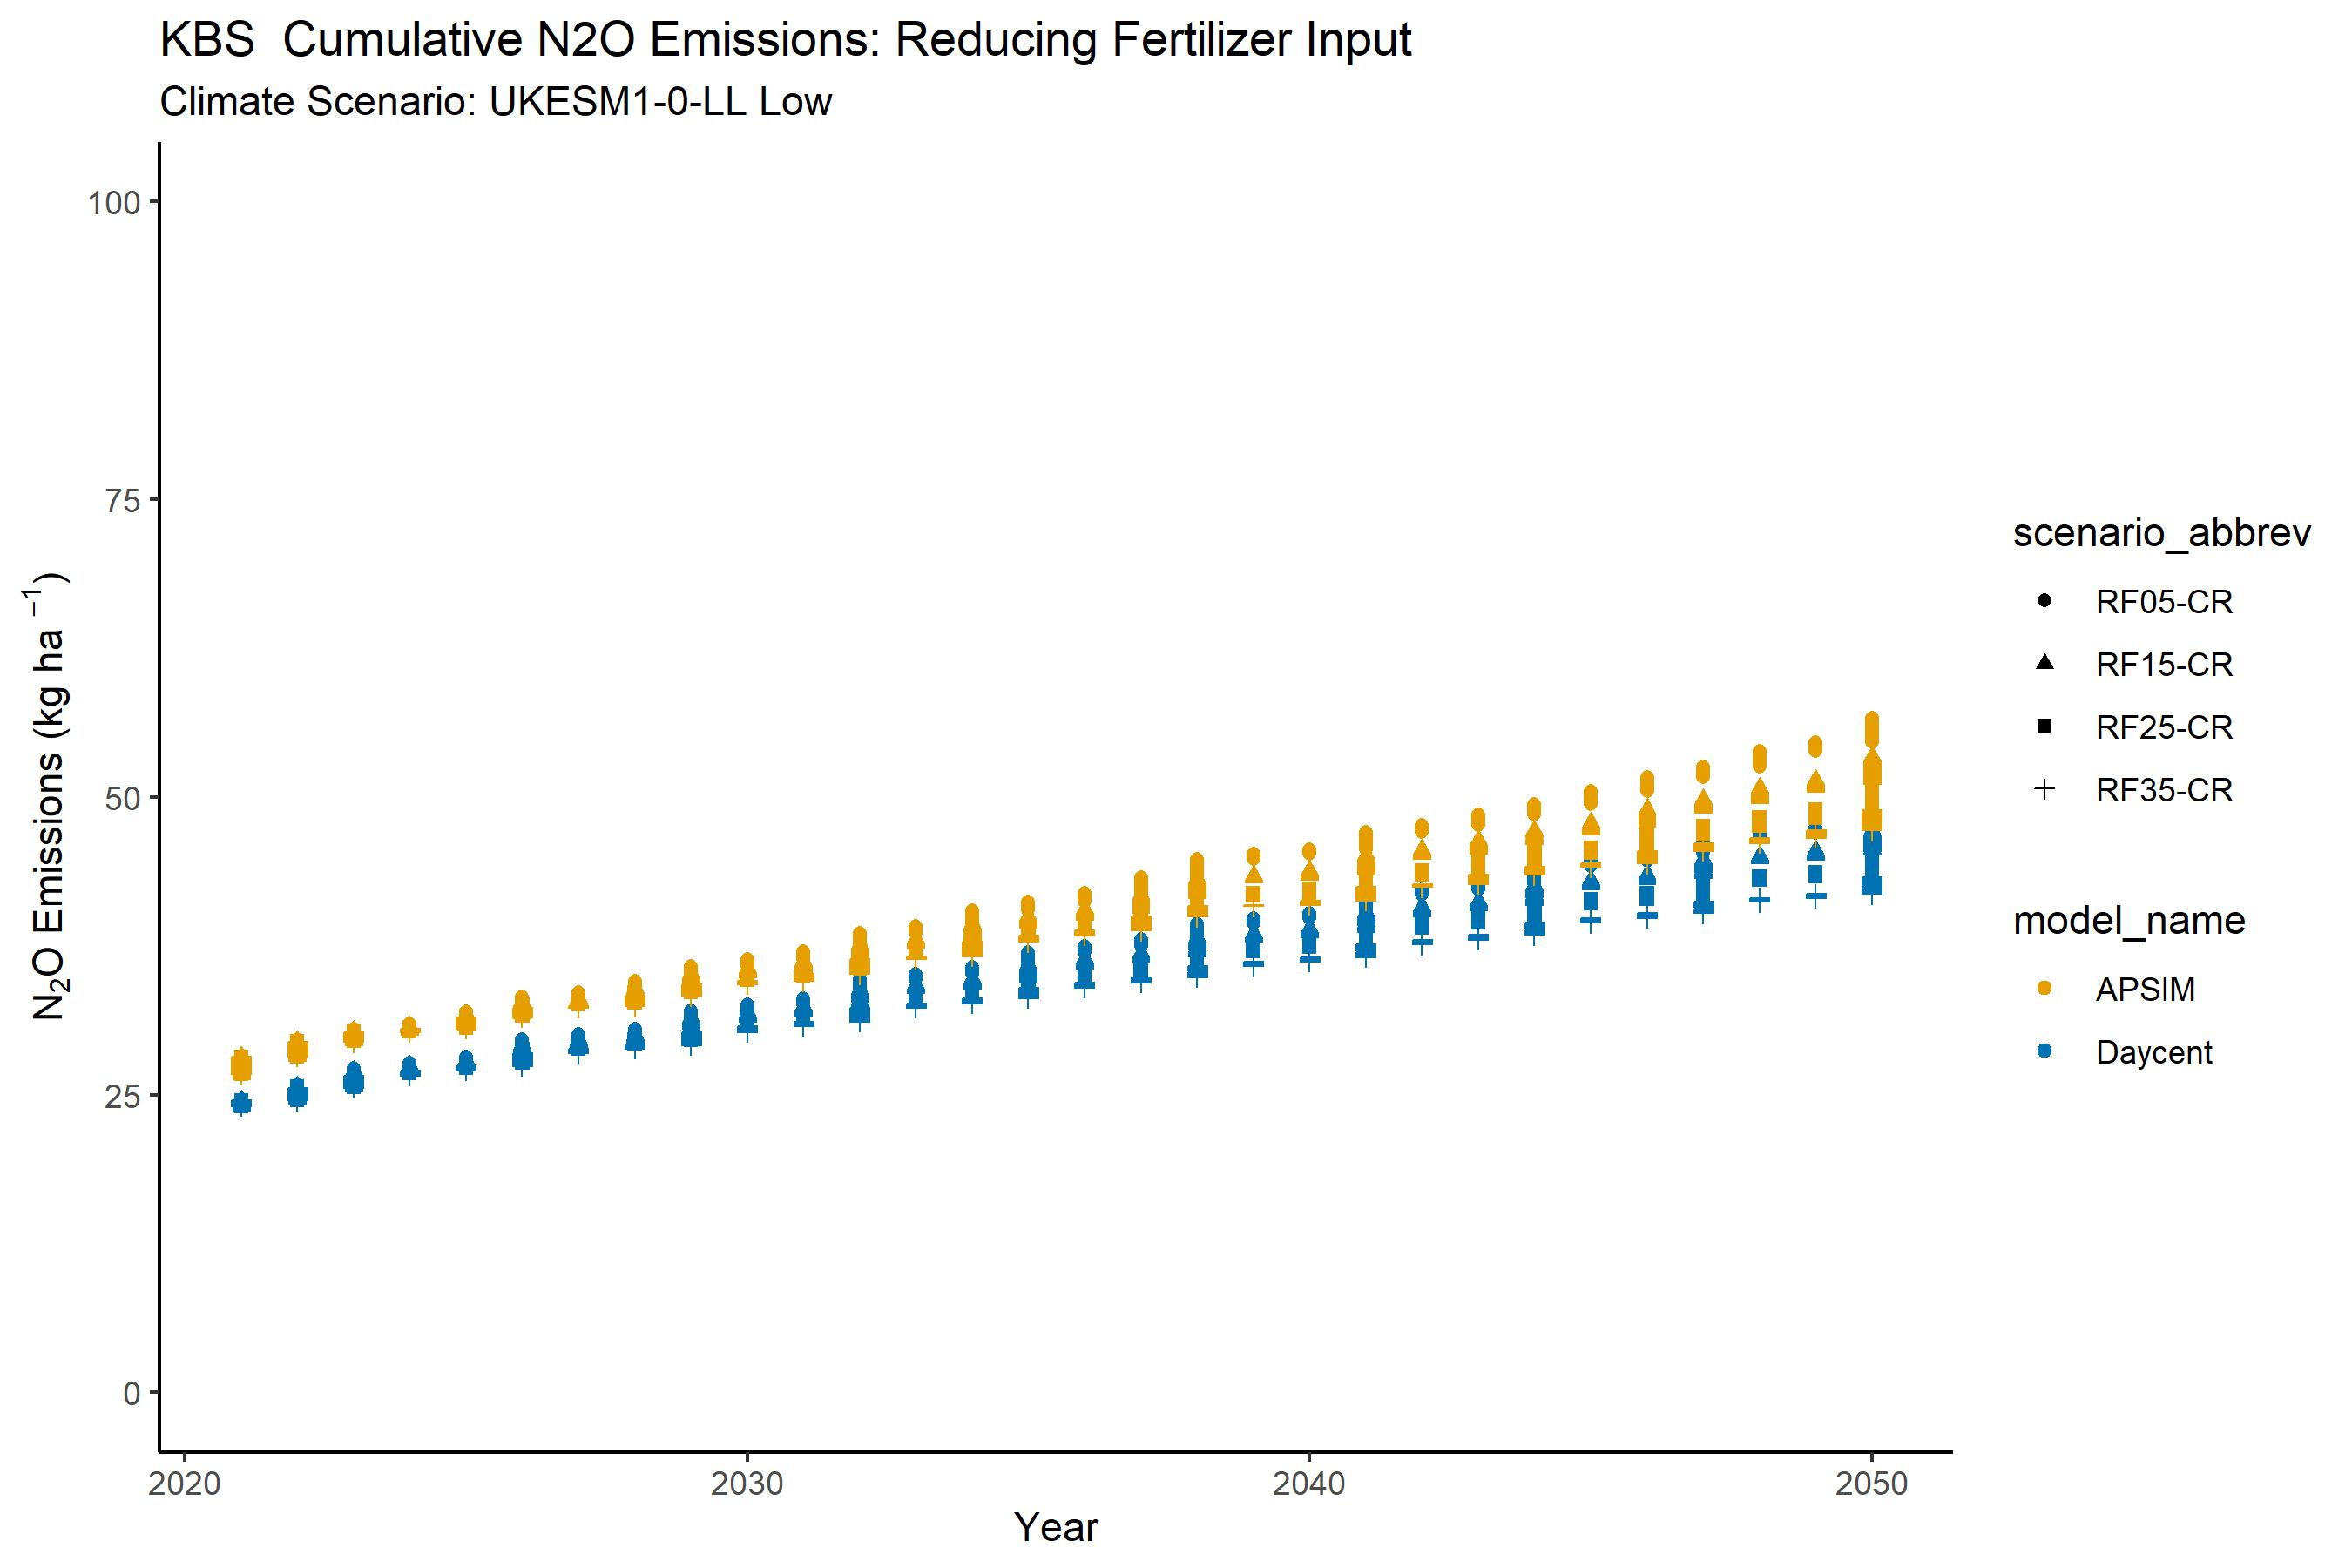 KBS  Cumulative N2O Emissions: Reducing Fertilizer Input
Climate Scenario: UKESM1-0-LL Low
N₂O Emissions (kg ha ⁻¹)
100
75
50
25
0
2020
2030
2040
2050
Year
scenario_abbrev
RF05-CR
RF15-CR
RF25-CR
RF35-CR
model_name
APSIM
Daycent